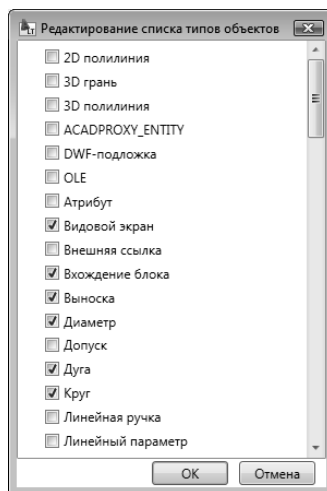 Редактирование списка типов объектов
2D полилиния
3D грань
3D полилиния
ACADPROXY_ENTITY
DWF-подложка
OLE
Атрибут
Видовой экран
Внешняя ссылка
Вхождение блока
Выноска
Диаметр
Допуск
Дуга
Круг
Линейная ручка
Линейный параметр
OK Отмена